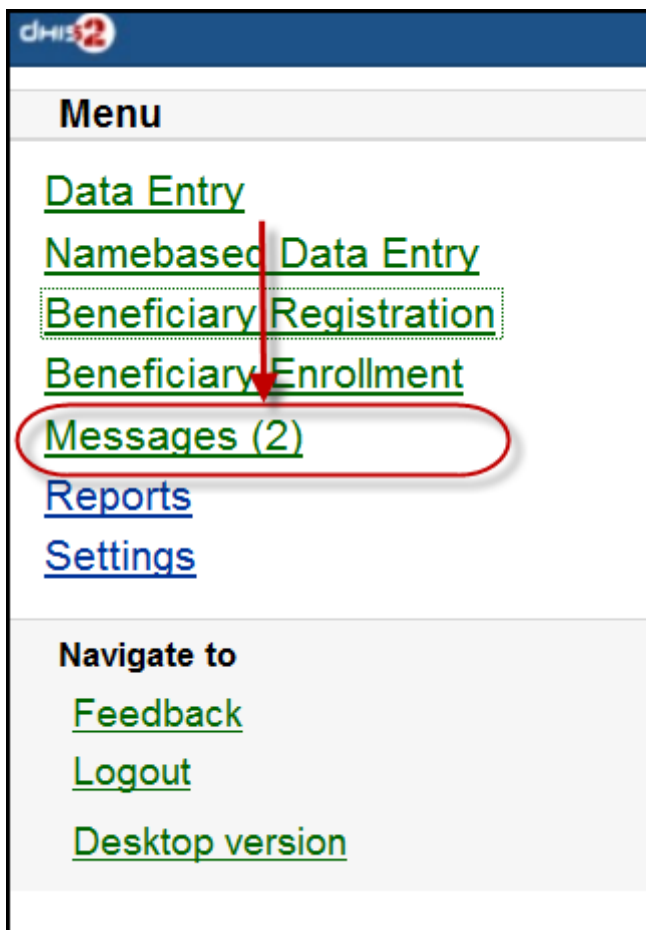 dHIS2
Menu
Data Entry
Namebased Data Entry
Beneficiary Registration
Beneficiary Enrollment
Messages (2)
Reports
Settings
Navigate to
Feedback
Logout
Desktop version